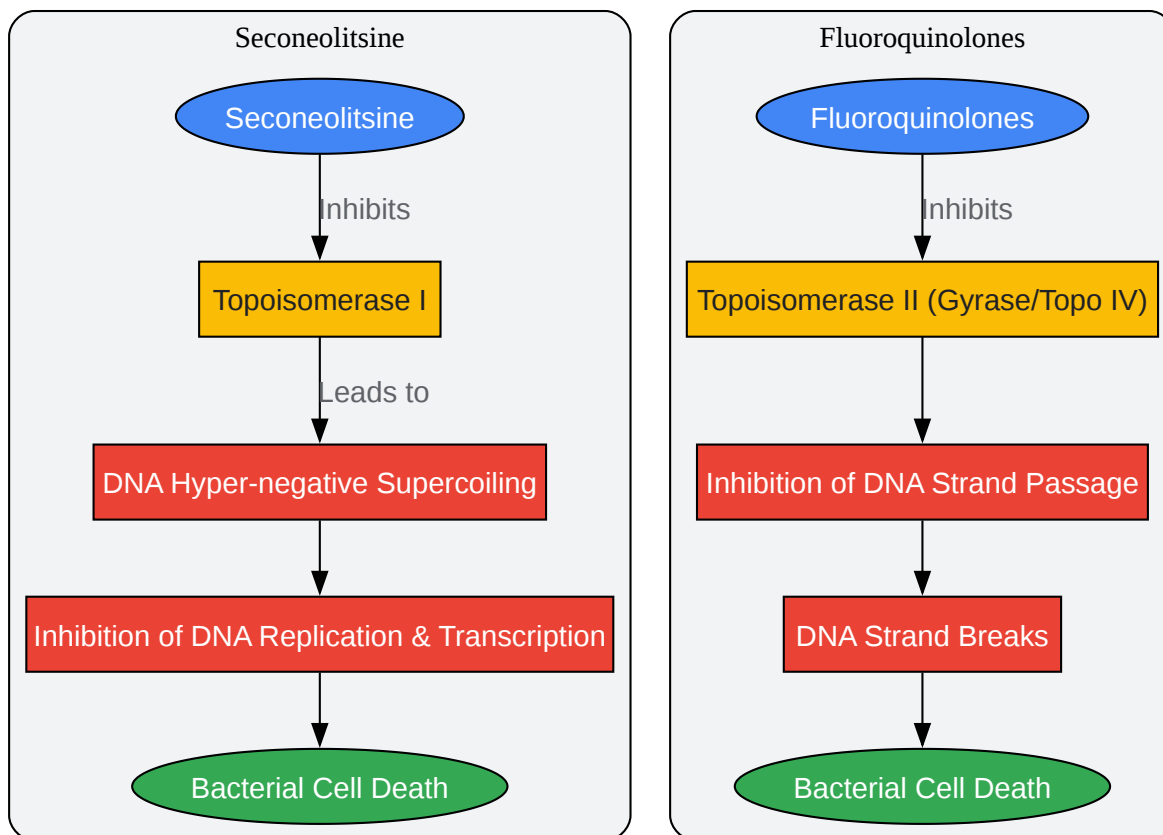 Seconeolitsine
Seconeolitsine
Inhibits
Topoisomerase I
Leads to
DNA Hyper-negative Supercoiling
Inhibition of DNA Replication & Transcription
Bacterial Cell Death
Fluoroquinolones
Fluoroquinolones
Inhibits
Topoisomerase II (Gyrase/Topo IV)
Inhibition of DNA Strand Passage
DNA Strand Breaks
Bacterial Cell Death